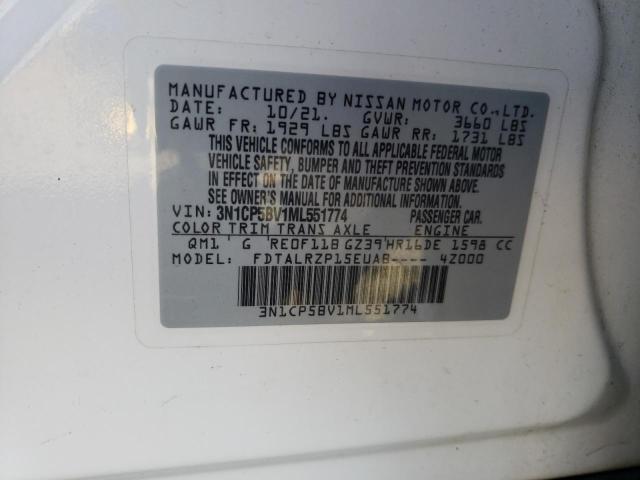 MANUFACTURED BY NISSAN MOTOR CO.,LTD.
DATE: 10/21. GVWR: 3660 LBS
GAWR FR: 1929 LBS GAWR RR: 1731 LBS
THIS VEHICLE CONFORMS TO ALL APPLICABLE FEDERAL MOTOR
VEHICLE SAFETY, BUMPER AND THEFT PREVENTION STANDARDS
IN EFFECT ON THE DATE OF MANUFACTURE SHOWN ABOVE.
SEE OWNER'S MANUAL FOR ADDITIONAL INFORMATION.
VIN: 3N1CP5BV1ML551774 PASSENGER CAR.
COLOR TRIM TRANS AXLE ENGINE
QM1 G RE0F11B GZ39 HR16DE 1598 CC
MODEL: FDTALRZP15EUAB---- 4Z000
3N1CP5BV1ML551774